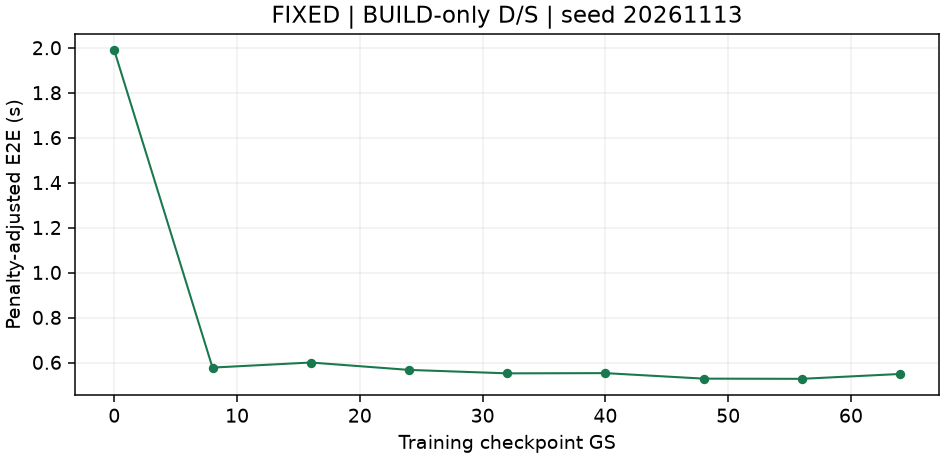 FIXED | BUILD-only D/S | seed 20261113
Penalty-adjusted E2E (s)
2.0
1.8
1.6
1.4
1.2
1.0
0.8
0.6
0 10 20 30 40 50 60
Training checkpoint GS